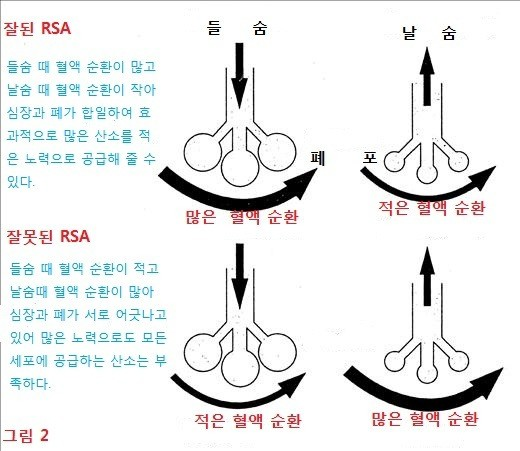 잘된 RSA
들 숨
날 숨
들숨 때 혈액 순환이 많고
날숨 때 혈액 순환이 작아
심장과 폐가 합일하여 효
과적으로 많은 산소를 적
은 노력으로 공급해 줄 수
있다.
폐 포
많은 혈액 순환
적은 혈액 순환
잘못된 RSA
들숨 때 혈액 순환이 적고
날숨때 혈액 순환이 많아
심장과 폐가 서로 어긋나고
있어 많은 노력으로도 모든
세포에 공급하는 산소는 부
족하다.
적은 혈액 순환
많은 혈액 순환
그림 2